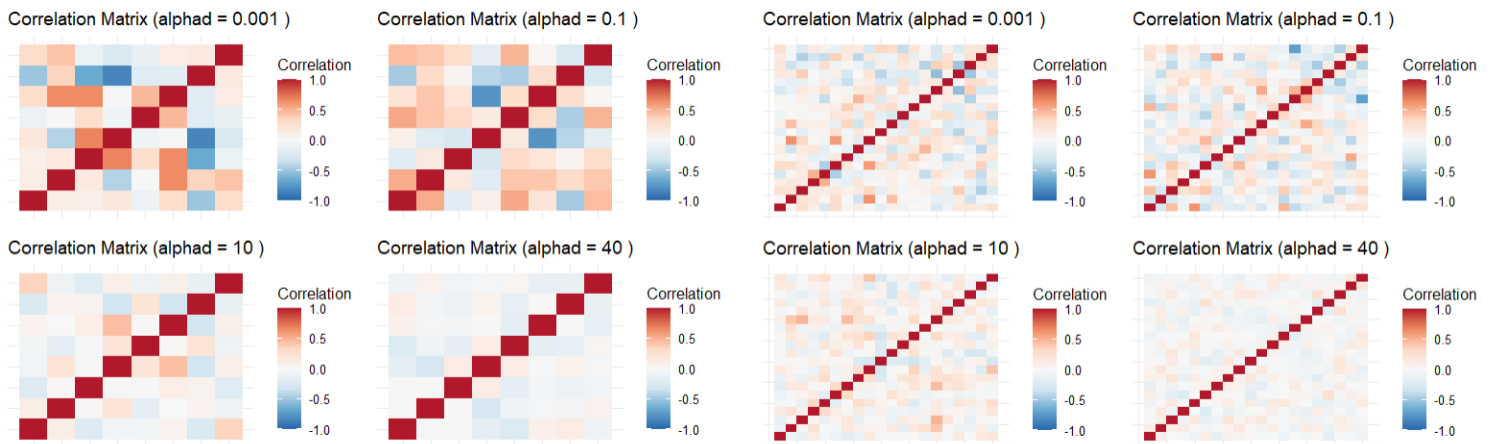 Correlation Matrix (alphad = 0.001 )
Correlation
1.0
0.5
0.0
-0.5
-1.0
Correlation Matrix (alphad = 0.1 )
Correlation
1.0
0.5
0.0
-0.5
-1.0
Correlation Matrix (alphad = 0.001 )
Correlation
1.0
0.5
0.0
-0.5
-1.0
Correlation Matrix (alphad = 0.1 )
Correlation
1.0
0.5
0.0
-0.5
-1.0
Correlation Matrix (alphad = 10 )
Correlation
1.0
0.5
0.0
-0.5
-1.0
Correlation Matrix (alphad = 40 )
Correlation
1.0
0.5
0.0
-0.5
-1.0
Correlation Matrix (alphad = 10 )
Correlation
1.0
0.5
0.0
-0.5
-1.0
Correlation Matrix (alphad = 40 )
Correlation
1.0
0.5
0.0
-0.5
-1.0